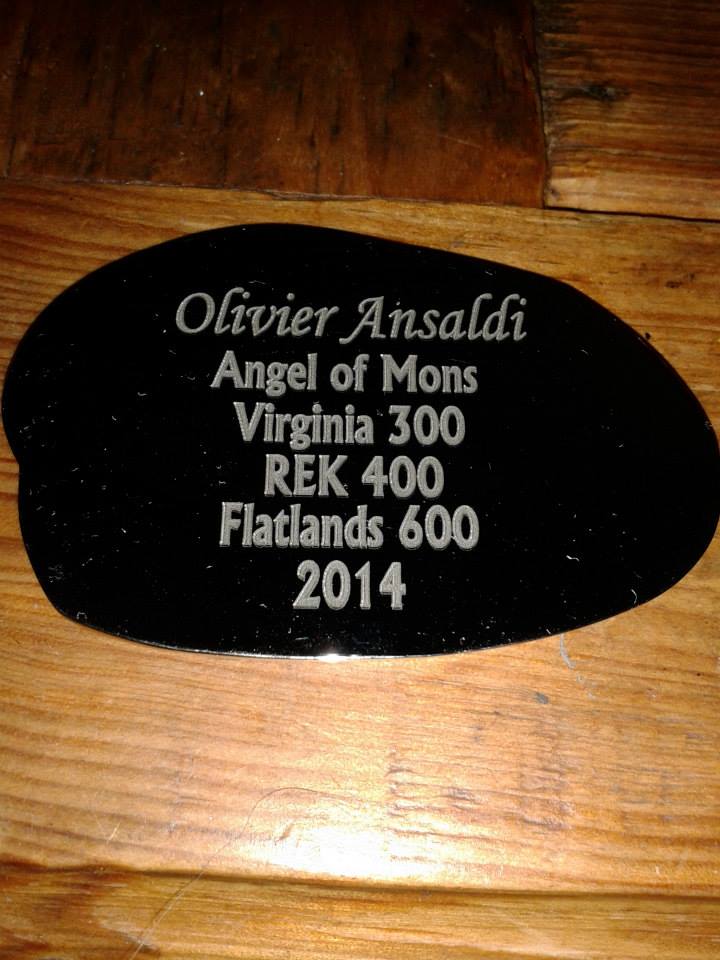 Olivier Ansaldi
Angel of Mons
Virginia 300
REK 400
Flatlands 600
2014